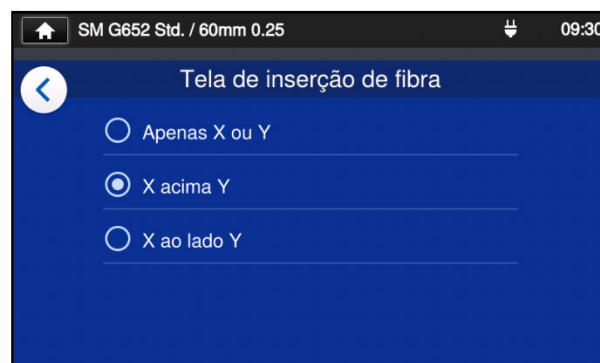 SM G652 Std. / 60mm 0.25 09:30
Tela de inserção de fibra
Apenas X ou Y
X acima Y
X ao lado Y